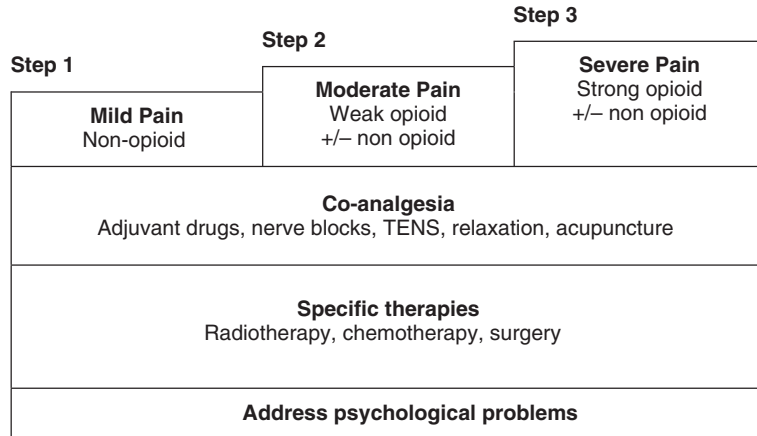 Step 1
Step 2
Step 3
Mild Pain
Non-opioid
Moderate Pain
Weak opioid
+/– non opioid
Severe Pain
Strong opioid
+/– non opioid
Co-analgesia
Adjuvant drugs, nerve blocks, TENS, relaxation, acupuncture
Specific therapies
Radiotherapy, chemotherapy, surgery
Address psychological problems